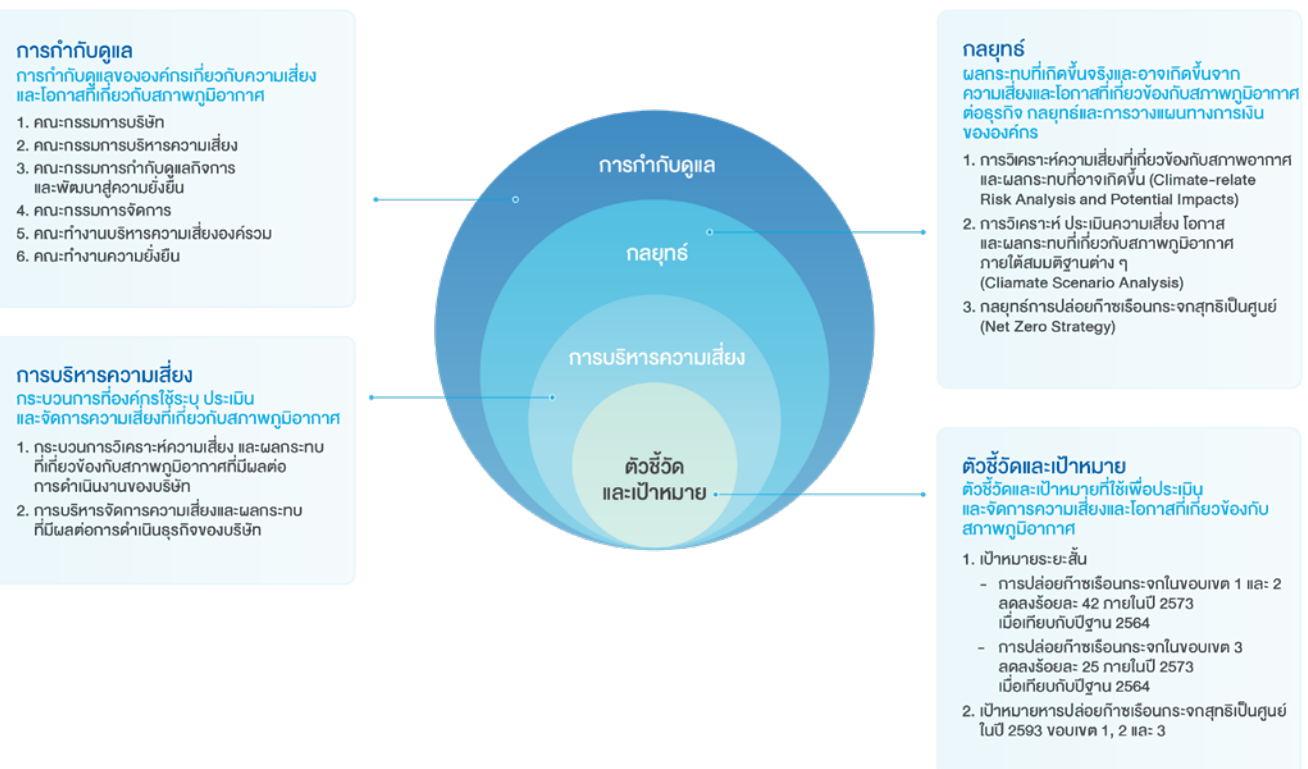 การกำกับดูแล
การกำกับดูแลขององค์กรเกี่ยวกับความเสี่ยง
และโอกาสที่เกี่ยวกับสภาพภูมิอากาศ
1. คณะกรรมการบริษัท
2. คณะกรรมการบริหารความเสี่ยง
3. คณะกรรมการกำกับดูแลกิจการ
และพัฒนาสู่ความยั่งยืน
4. คณะกรรมการจัดการ
5. คณะทำงานบริหารความเสี่ยงองค์รวม
6. คณะทำงานความยั่งยืน
การบริหารความเสี่ยง
กระบวนการที่องค์กรใช้ระบุ ประเมิน
และจัดการความเสี่ยงที่เกี่ยวกับสภาพภูมิอากาศ
1. กระบวนการวิเคราะห์ความเสี่ยง และผลกระทบ
ที่เกี่ยวข้องกับสภาพภูมิอากาศที่มีผลต่อ
การดำเนินงานของบริษัท
2. การบริหารจัดการความเสี่ยงและผลกระทบ
ที่มีผลต่อการดำเนินธุรกิจของบริษัท
การกำกับดูแล
กลยุทธ์
การบริหารความเสี่ยง
ตัวชี้วัด
และเป้าหมาย
กลยุทธ์
ผลกระทบที่เกิดขึ้นจริงและอาจเกิดขึ้นจาก
ความเสี่ยงและโอกาสที่เกี่ยวข้องกับสภาพภูมิอากาศ
ต่อธุรกิจ กลยุทธ์และการวางแผนทางการเงิน
ขององค์กร
1. การวิเคราะห์ความเสี่ยงที่เกี่ยวข้องกับสภาพอากาศ
และผลกระทบที่อาจเกิดขึ้น (Climate-relate
Risk Analysis and Potential Impacts)
2. การวิเคราะห์ ประเมินความเสี่ยง โอกาส
และผลกระทบที่เกี่ยวกับสภาพภูมิอากาศ
ภายใต้สมมติฐานต่าง ๆ
(Cliamate Scenario Analysis)
3. กลยุทธ์การปล่อยก๊าซเรือนกระจกสุทธิเป็นศูนย์
(Net Zero Strategy)
ตัวชี้วัดและเป้าหมาย
ตัวชี้วัดและเป้าหมายที่ใช้เพื่อประเมิน
และจัดการความเสี่ยงและโอกาสที่เกี่ยวข้องกับ
สภาพภูมิอากาศ
1. เป้าหมายระยะสั้น
- การปล่อยก๊าซเรือนกระจกในขอบเขต 1 และ 2
ลดลงร้อยละ 42 ภายในปี 2573
เมื่อเทียบกับปีฐาน 2564
- การปล่อยก๊าซเรือนกระจกในขอบเขต 3
ลดลงร้อยละ 25 ภายในปี 2573
เมื่อเทียบกับปีฐาน 2564
2. เป้าหมายหารปล่อยก๊าซเรือนกระจกสุทธิเป็นศูนย์
ในปี 2593 ขอบเขต 1, 2 และ 3